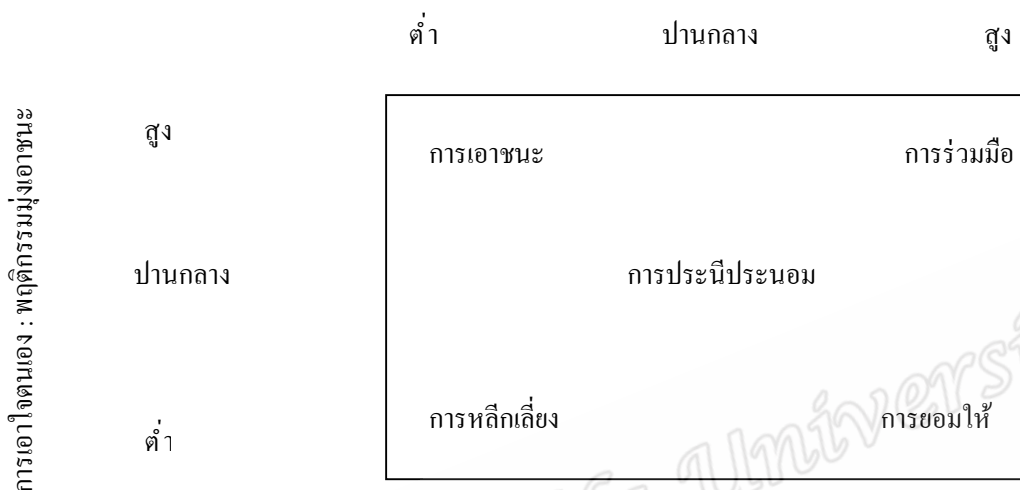 ต่ำ ปานกลาง สูง
การเอาใจตนเอง : พฤติกรรมมุ่งเอาชนะ
สูง การเอาชนะ การร่วมมือ
ปานกลาง การประนีประนอม
ต่ำ การหลีกเลี่ยง การยอมให้